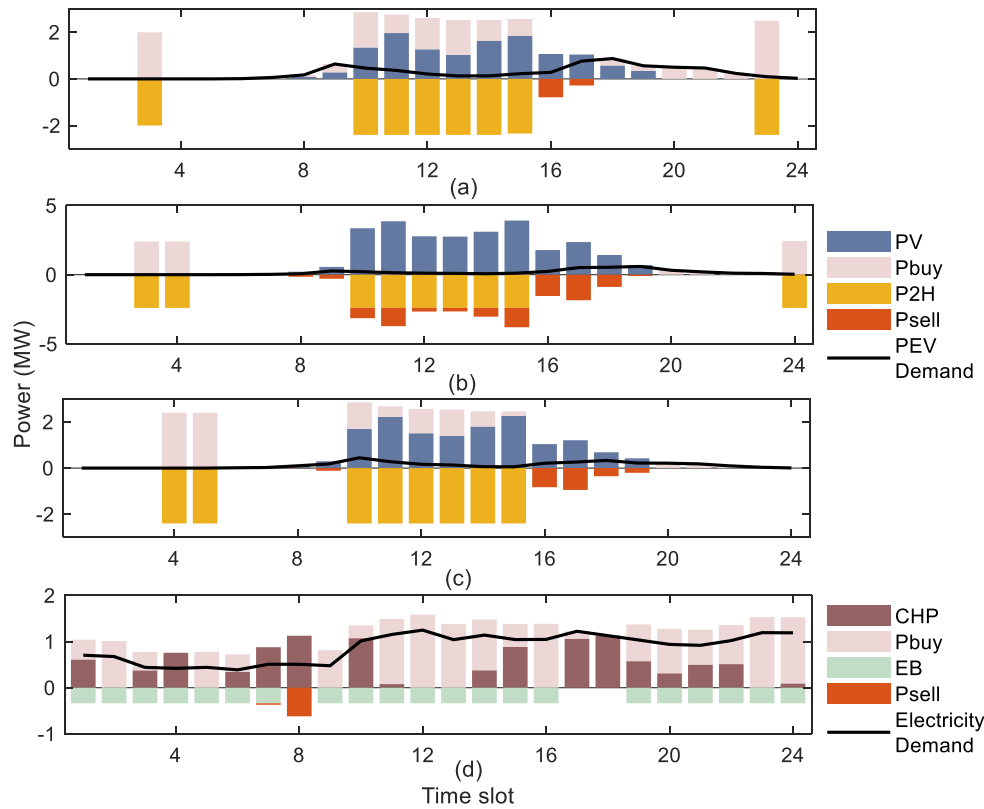 2
0
-2
4
8
12
16
20
24
(a)
5
0
-5
4
8
12
16
20
24
(b)
PV
Pbuy
P2H
Psell
PEV
Demand
Power (MW)
2
0
-2
4
8
12
16
20
24
(c)
2
1
0
-1
4
8
12
16
20
24
(d)
Time slot
CHP
Pbuy
EB
Psell
Electricity
Demand